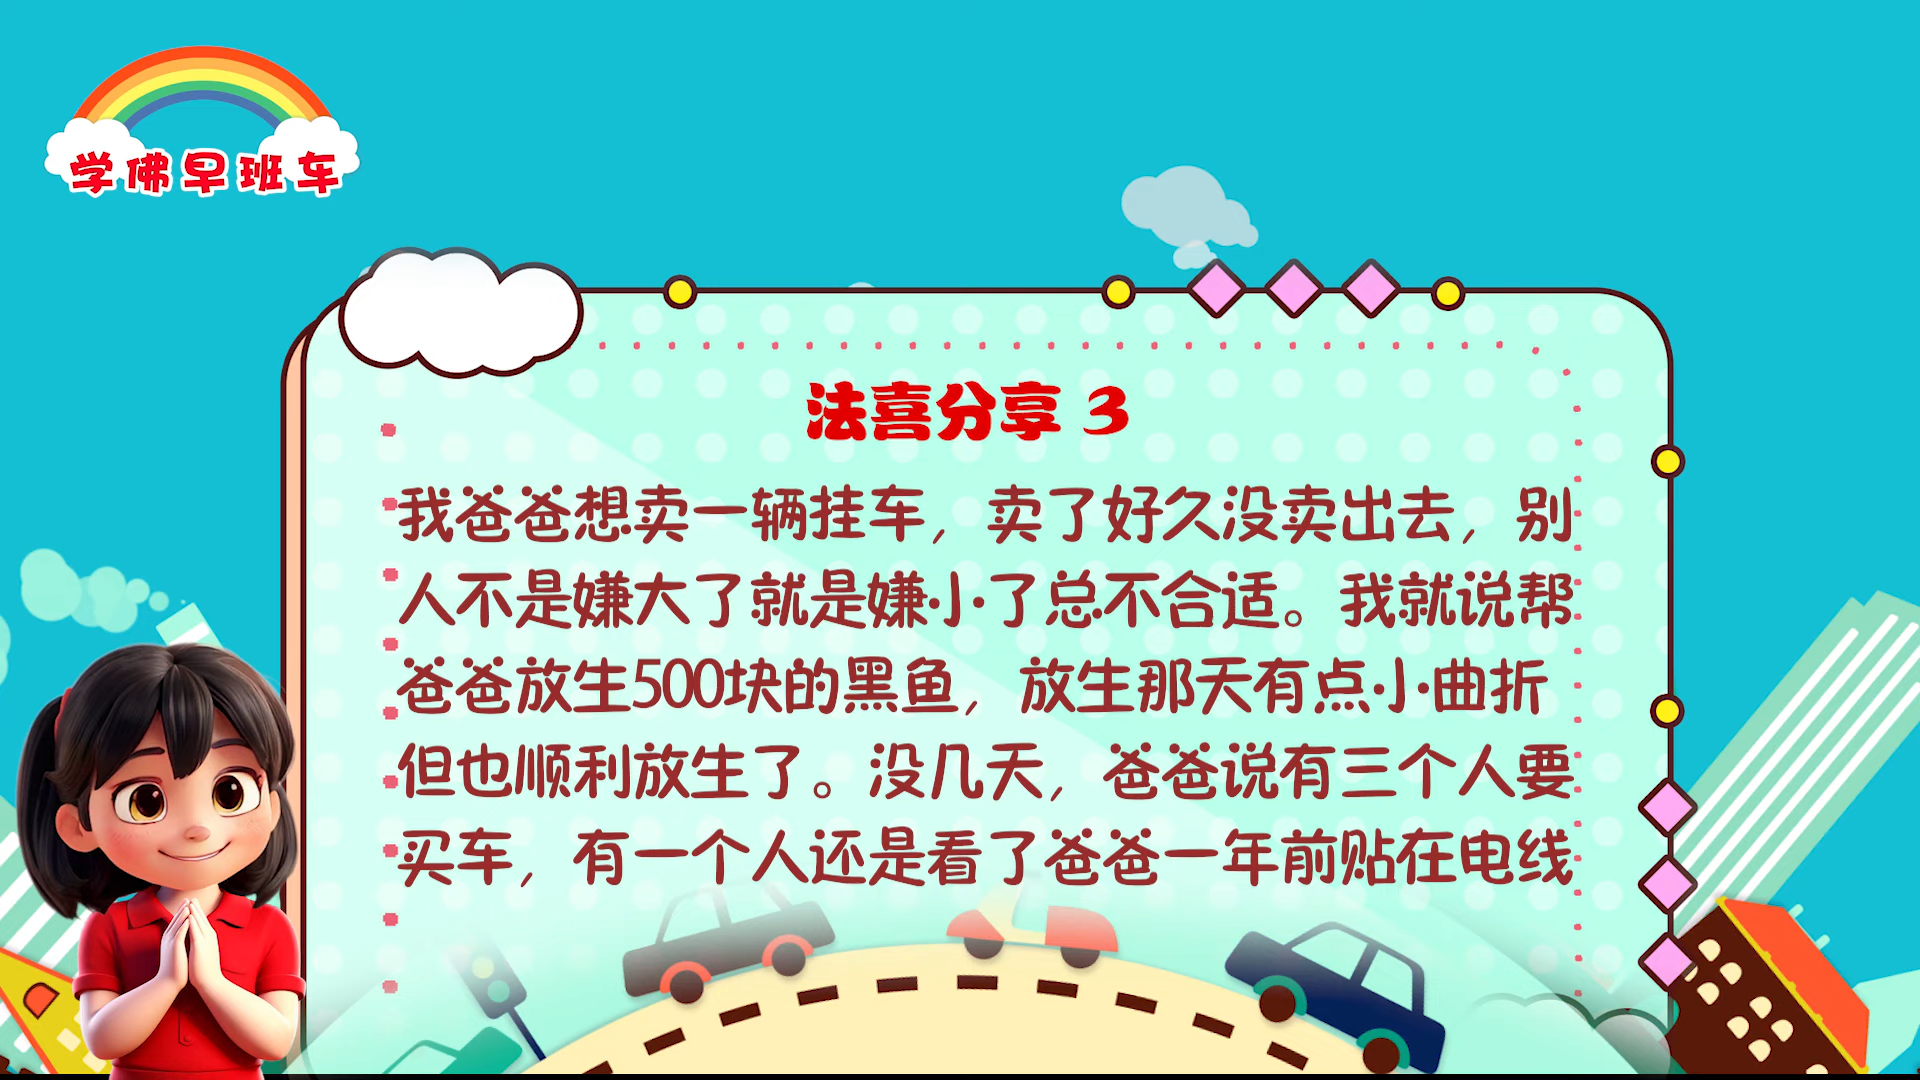 学佛早班车
法喜分享 3
我爸爸想卖一辆挂车，卖了好久没卖出去，别
人不是嫌大了就是嫌小了总不合适。我就说帮
爸爸放生500块的黑鱼，放生那天有点小曲折
但也顺利放生了。没几天，爸爸说有三个人要
买车，有一个人还是看了爸爸一年前贴在电线